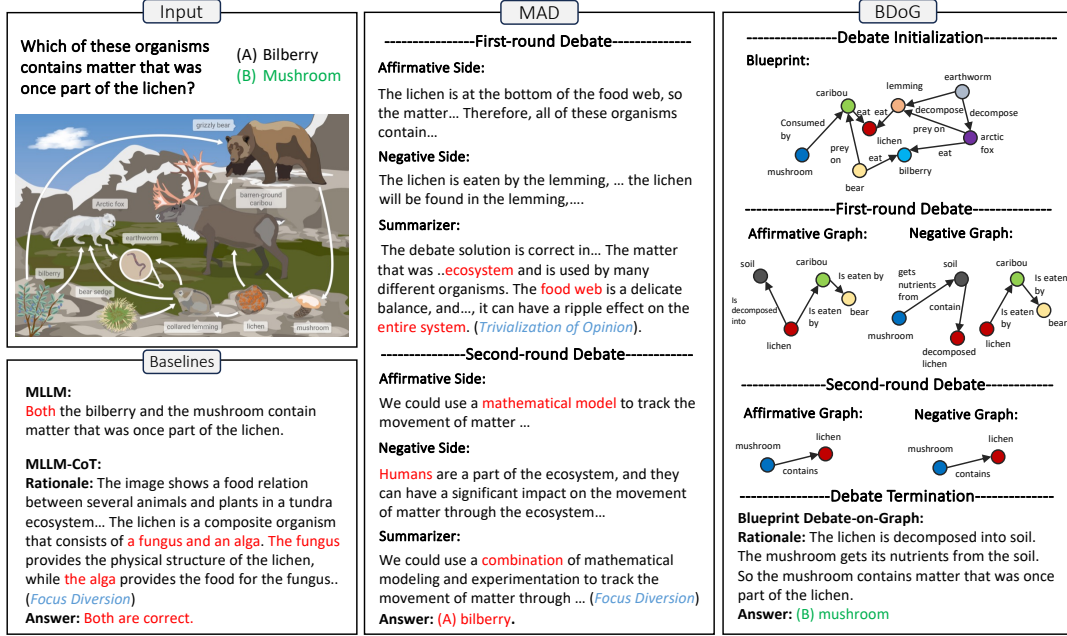 Input
Which of these organisms
contains matter that was
once part of the lichen?
(A) Bilberry
(B) Mushroom
grizzly bear
barren-ground
caribou
Arctic fox
earthworm
bilberry
bear sedge
collared lemming
lichen
mushroom
Baselines
MLLM:
Both the bilberry and the mushroom contain
matter that was once part of the lichen.
MLLM-CoT:
Rationale: The image shows a food relation
between several animals and plants in a tundra
ecosystem... The lichen is a composite organism
that consists of a fungus and an alga. The fungus
provides the physical structure of the lichen,
while the alga provides the food for the fungus..
(Focus Diversion)
Answer: Both are correct.
MAD
----------------First-round Debate--------------
Affirmative Side:
The lichen is at the bottom of the food web, so
the matter... Therefore, all of these organisms
contain...
Negative Side:
The lichen is eaten by the lemming, ... the lichen
will be found in the lemming,....
Summarizer:
The debate solution is correct in... The matter
that was ..ecosystem and is used by many
different organisms. The food web is a delicate
balance, and..., it can have a ripple effect on the
entire system. (Trivialization of Opinion).
--------------Second-round Debate------------
Affirmative Side:
We could use a mathematical model to track the
movement of matter ...
Negative Side:
Humans are a part of the ecosystem, and they
can have a significant impact on the movement
of matter through the ecosystem...
Summarizer:
We could use a combination of mathematical
modeling and experimentation to track the
movement of matter through ... (Focus Diversion)
Answer: (A) bilberry.
BDoG
----------------Debate Initialization--------------
Blueprint:
earthworm
lemming
caribou
eat
eat
decompose
decompose
Consumed
by
lichen
prey on
arctic
fox
prey
on
eat
eat
mushroom
bear
bilberry
----------------First-round Debate--------------
Affirmative Graph:
Negative Graph:
soil
caribou
Is eaten by
Is
decomposed
into
Is eaten
by
bear
lichen
gets
nutrients
from
soil
caribou
Is eaten
by
contain
Is eaten
by
bear
mushroom
decomposed
lichen
lichen
--------------Second-round Debate------------
Affirmative Graph:
Negative Graph:
mushroom
lichen
contains
mushroom
lichen
contains
----------------Debate Termination--------------
Blueprint Debate-on-Graph:
Rationale: The lichen is decomposed into soil.
The mushroom gets its nutrients from the soil.
So the mushroom contains matter that was once
part of the lichen.
Answer: (B) mushroom